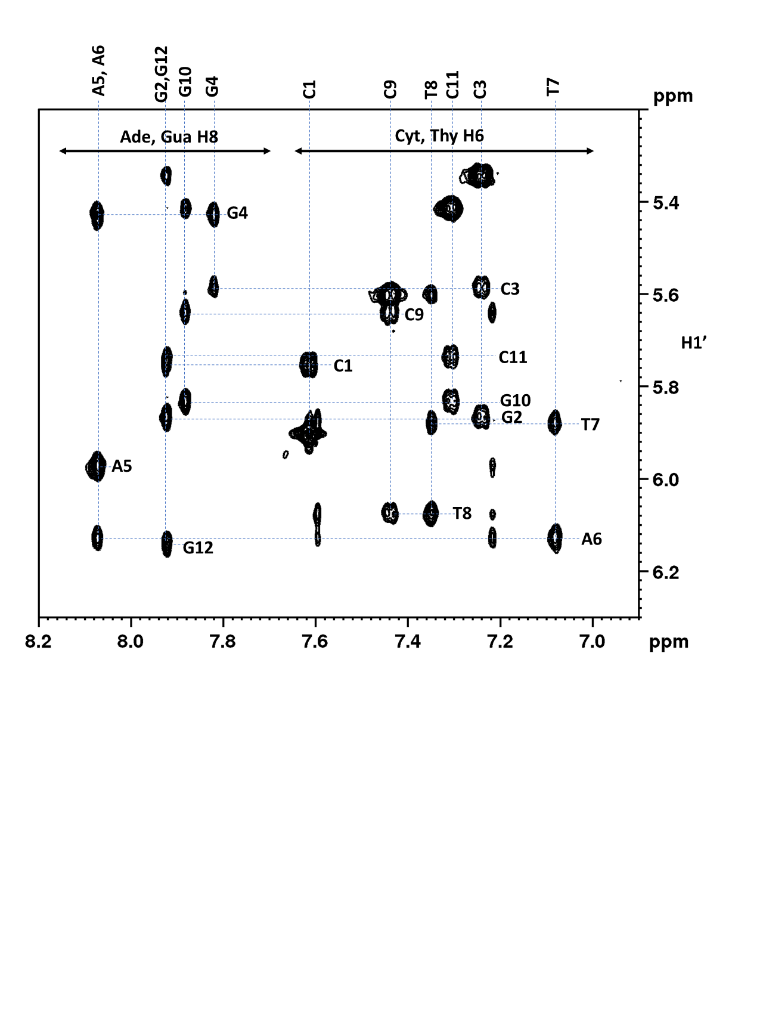 A5, A6
G2,G12
G10
G4
C1
C9
T8
C11
C3
T7
ppm
Ade, Gua H8
Cyt, Thy H6
5.4
G4
C3
5.6
C9
H1’
C11
C1
5.8
G10
G2
T7
A5
6.0
T8
G12
A6
6.2
8.2
8.0
7.8
7.6
7.4
7.2
7.0
ppm